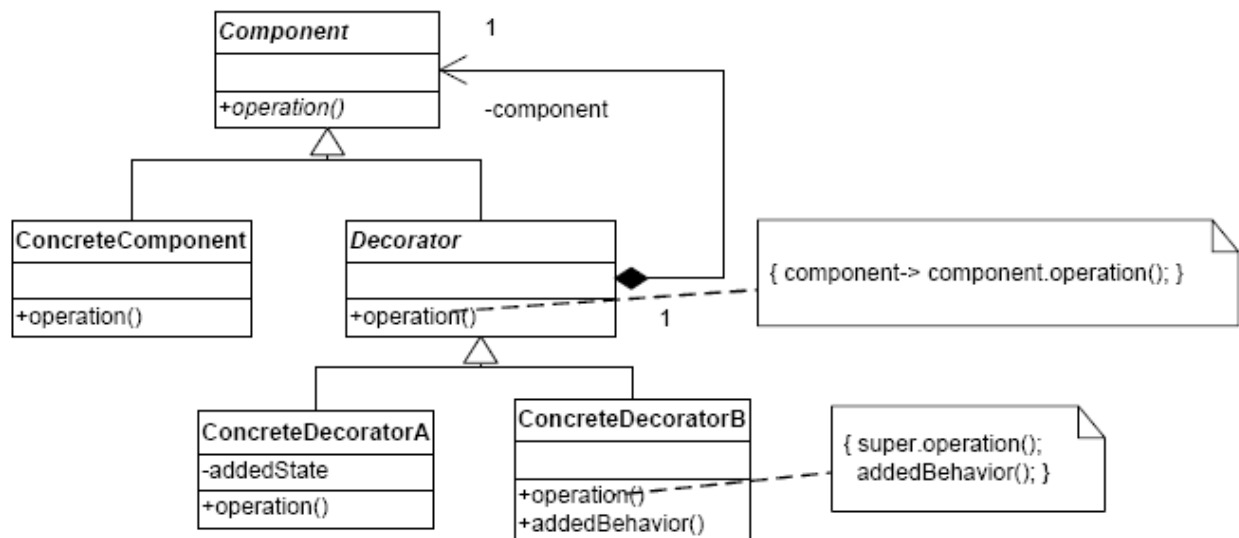 Component
1
+operation()
-component
ConcreteComponent
Decorator
{ component-> component.operation(); }
+operation()
+operation()
1
ConcreteDecoratorA
ConcreteDecoratorB
-addedState
{ super.operation();
addedBehavior(); }
+operation()
+operation()
+addedBehavior()